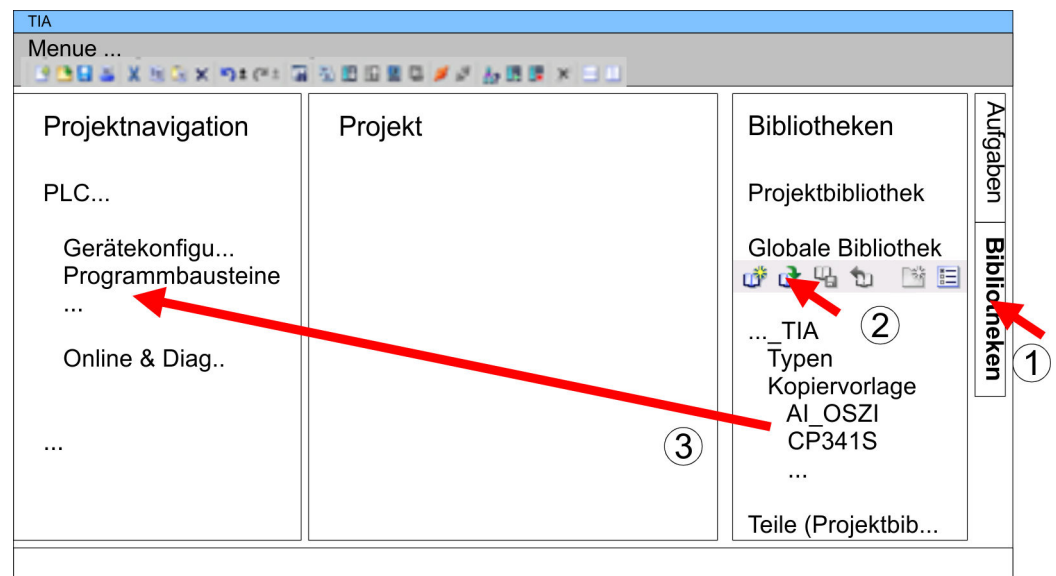 TIA
Menue ...
Projektnavigation
PLC...
Gerätekonfigu...
Programmbausteine
...
Online & Diag..
...
Projekt
3
Bibliotheken
Projektbibliothek
Globale Bibliothek
2
..._TIA
Typen
Kopiervorlage
AI_OSZI
CP341S
...
Teile (Projektbib...
Aufgaben
Bibliotheken
1